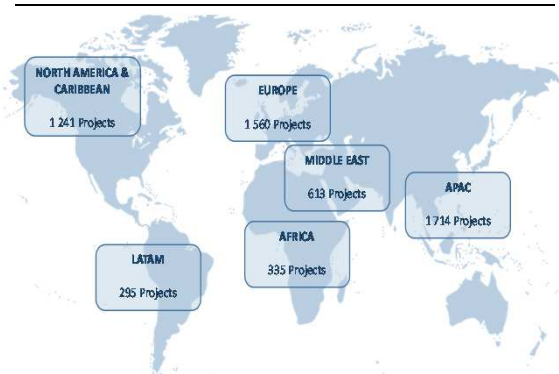 NORTH AMERICA &
CARIBBEAN
1 241 Projects
EUROPE
1 560 Projects
MIDDLE EAST
613 Projects
APAC
1 714 Projects
AFRICA
335 Projects
LATAM
295 Projects